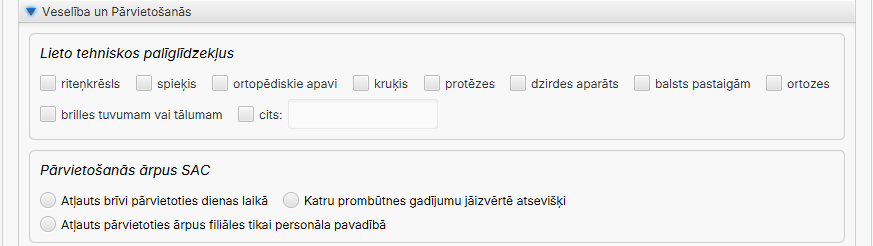 Veselība un Pārvietošanās
Lieto tehniskos palīglīdzekļus
riteņkrēsls spieķis ortopēdiskie apavi kruķis protēzes dzirdes aparāts balsts pastaigām ortozes
brilles tuvumam vai tālumam cits:
Pārvietošanās ārpus SAC
Atļauts brīvi pārvietoties dienas laikā Katru prombūtnes gadījumu jāizvērtē atsevišķi
Atļauts pārvietoties ārpus filiāles tikai personāla pavadībā